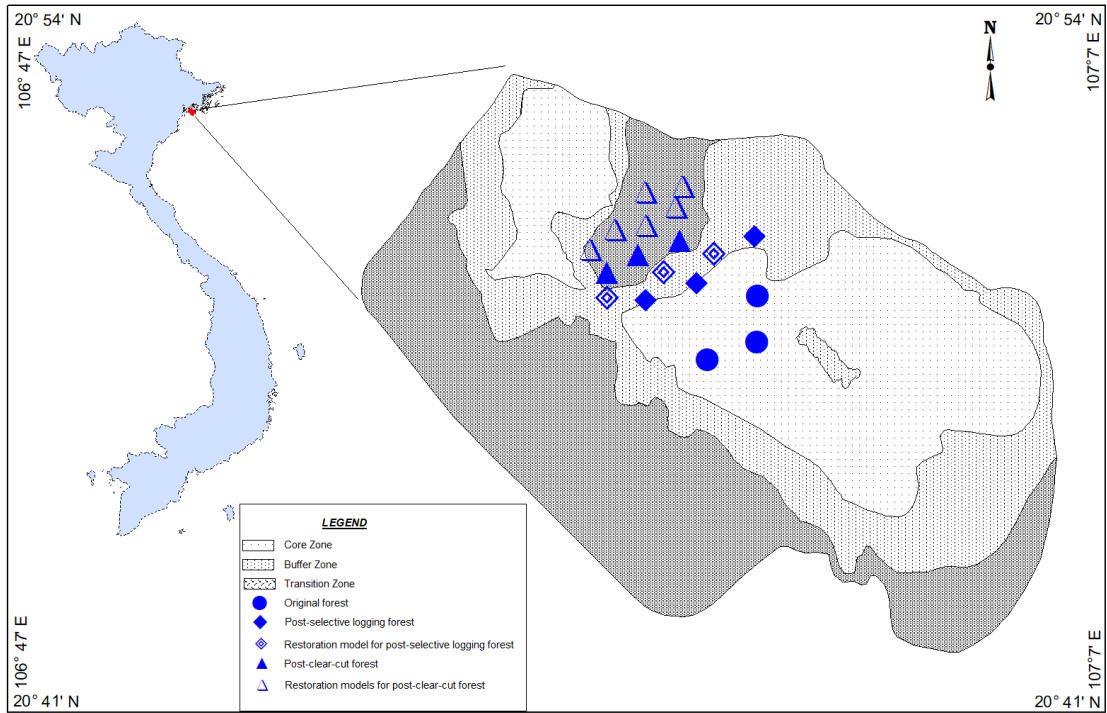 20° 54' N
20° 54' N
106° 47' E
107°7' E
N
LEGEND
Core Zone
Buffer Zone
Transition Zone
Original forest
Post-selective logging forest
Restoration model for post-selective logging forest
Post-clear-cut forest
Restoration models for post-clear-cut forest
106° 47' E
107°7' E
20° 41' N
20° 41' N